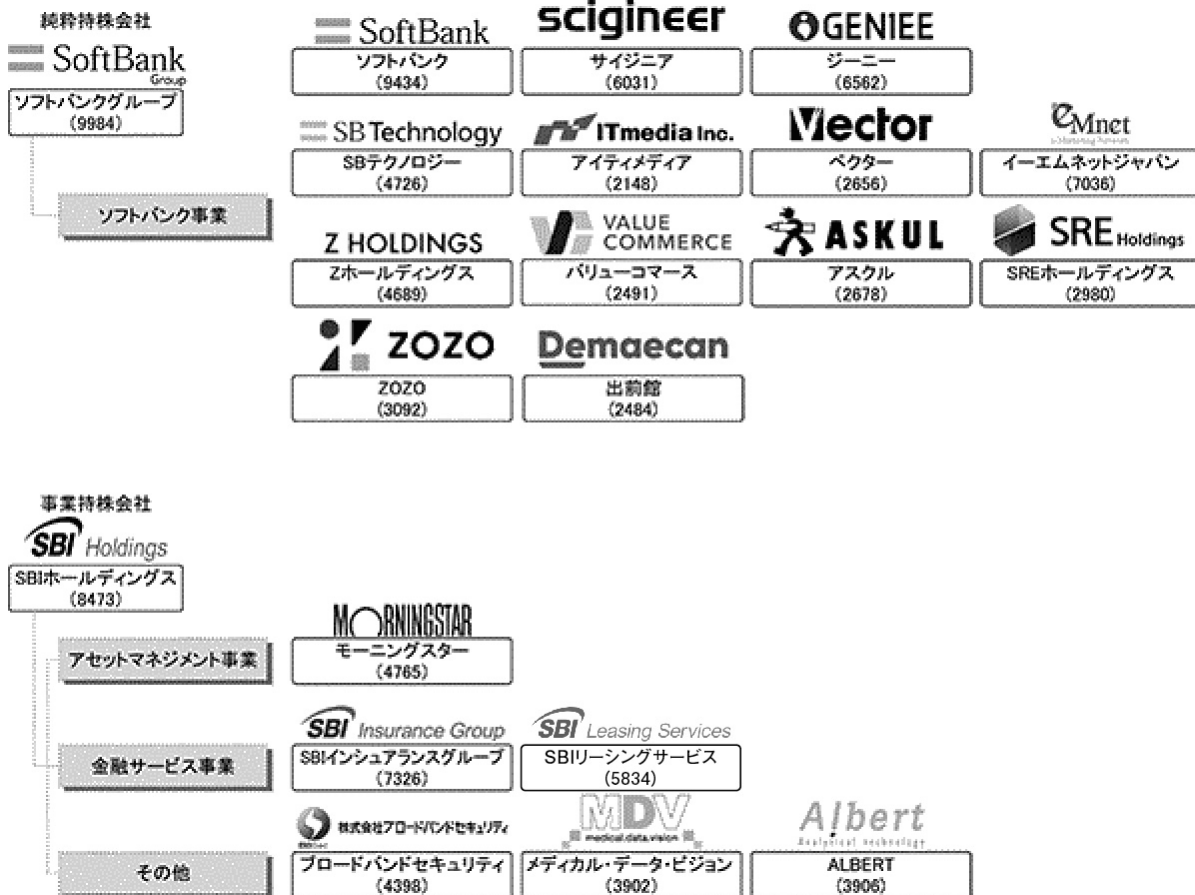 純粋持株会社
SoftBank
Group
ソフトバンクグループ
(9984)
ソフトバンク事業
SoftBank
ソフトバンク
(9434)
scigineer
サイジニア
(6031)
GENIEE
ジーニー
(6562)
SB Technology
SBテクノロジー
(4726)
ITmedia Inc.
アイティメディア
(2148)
Vector
ベクター
(2656)
eMnet
イーエムネットジャパン
(7036)
Z HOLDINGS
Zホールディングス
(4689)
VALUE
COMMERCE
バリューコマース
(2491)
ASKUL
アスクル
(2678)
SRE Holdings
SREホールディングス
(2980)
ZOZO
ZOZO
(3092)
Demaecan
出前館
(2484)
事業持株会社
SBI Holdings
SBIホールディングス
(8473)
アセットマネジメント事業
MORNINGSTAR
モーニングスター
(4765)
金融サービス事業
SBI Insurance Group
SBIインシュアランスグループ
(7326)
SBI Leasing Services
SBIリーシングサービス
(5834)
その他
株式会社ブロードバンドセキュリティ
ブロードバンドセキュリティ
(4398)
MDV
medical.data.vision
メディカル・データ・ビジョン
(3902)
Albert
Analytical technology
ALBERT
(3906)